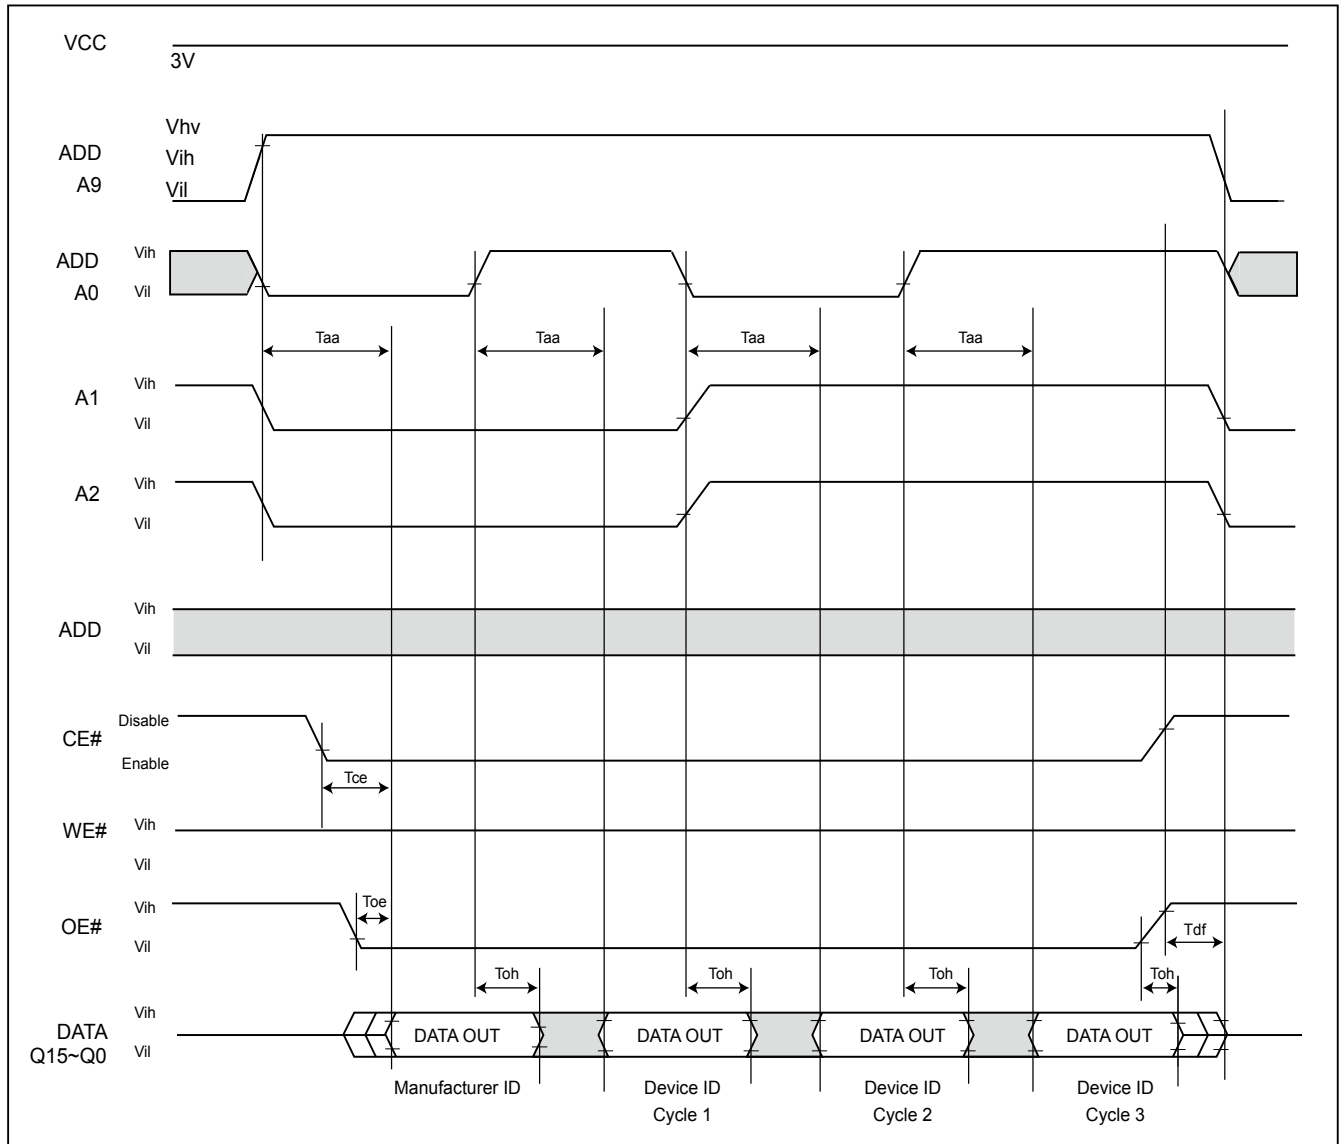 VCC
3V
Vhv
ADD
Vih
A9
Vil
ADD
Vih
A0
Vil
Taa Taa Taa Taa
A1
Vih
Vil
A2
Vih
Vil
ADD
Vih
Vil
CE#
Disable
Enable
Tce
WE#
Vih
Vil
OE#
Vih
Vil
Toe
Tdf
Toh Toh Toh Toh
DATA
Q15~Q0
Vih
Vil
DATA OUT DATA OUT DATA OUT DATA OUT
Manufacturer ID Device ID Device ID Device ID
Cycle 1 Cycle 2 Cycle 3